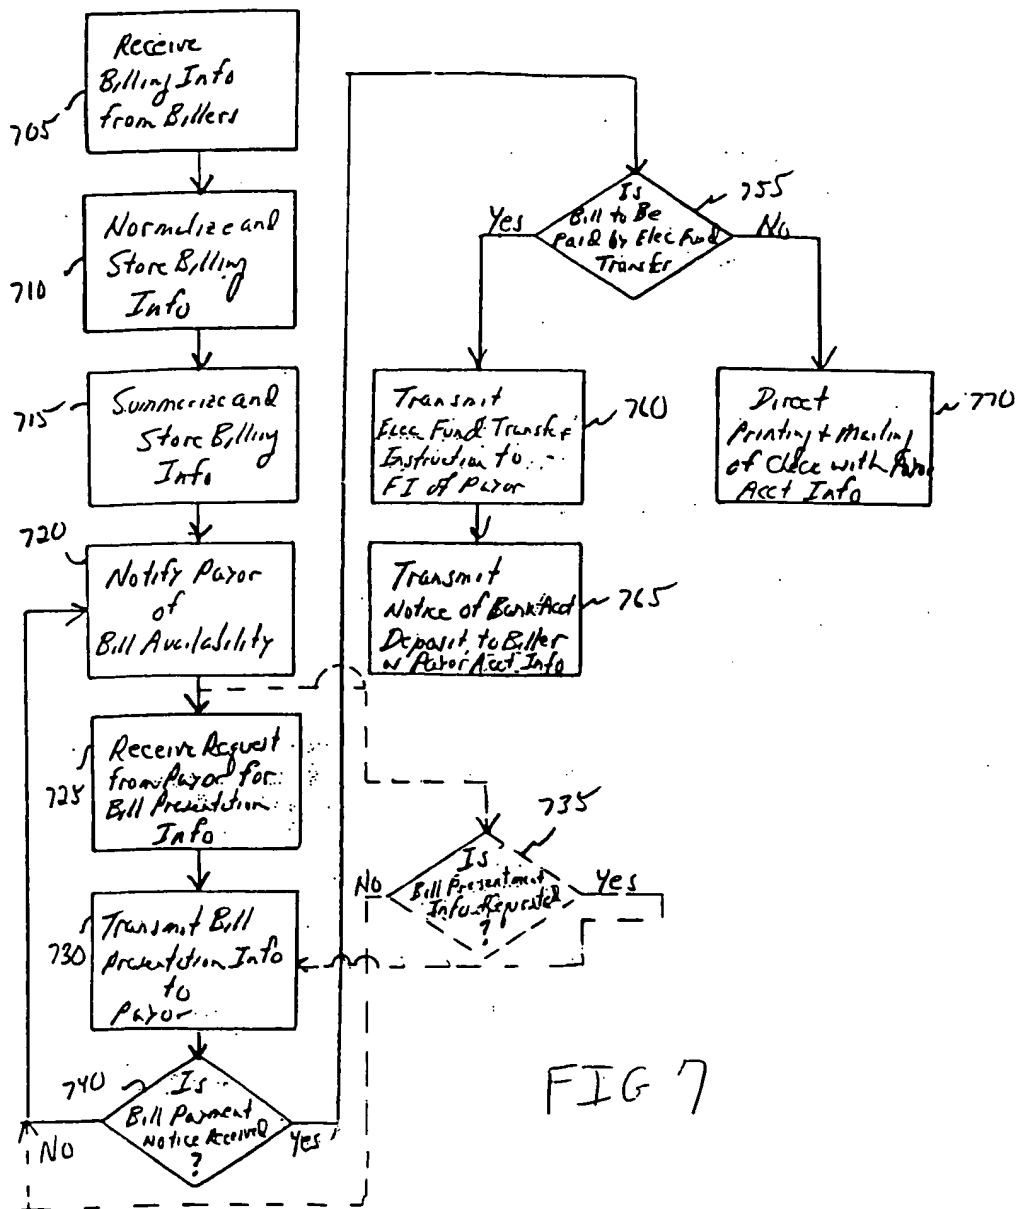 Receive
Billing Info
from Billers
705
Normalize and
Store Billing
Info
710
Summerize and
Store Billing
Info
715
720
Notify Payor
of
Bill Availability
Receive Request
from Payor for
Bill Presentation
Info
725
Transmit Bill
Presentation Info
to
Payor
730
740
Is
Bill Payment
Notice Received
?
No
Yes
735
Is
Bill Presentment
Info Requested
?
No
Yes
755
Is
Bill to Be
Paid by Elec Fund
Transfer
Yes
No
Transmit
Elec Fund Transfer
Instruction to
FI of Payor
760
Transmit
Notice of Bank Acct
Deposit to Biller
w Payor Acct Info
765
Direct
Printing + Mailing
of Check with Payor
Acct Info
770
FIG 7